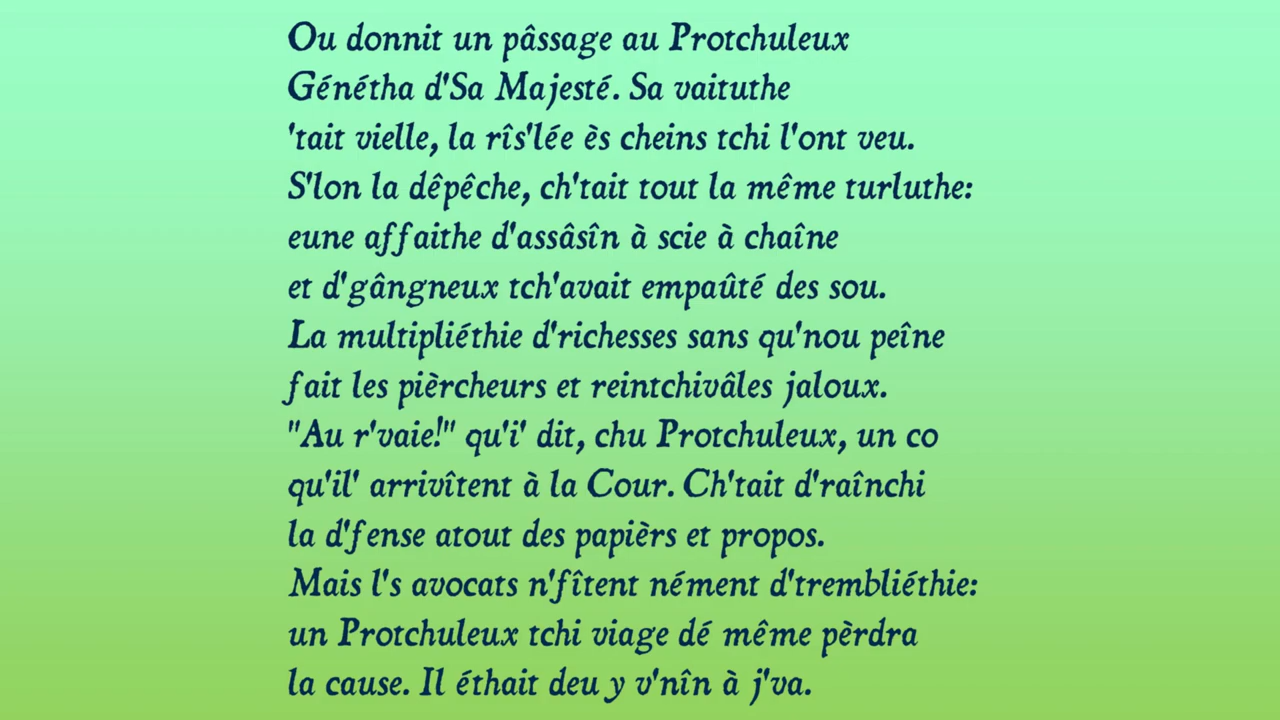 Ou donnit un pâssage au Protchuleux
Génétha d'Sa Majesté. Sa vaituthe
'tait vielle, la rîs'lée ès cheins tchi l'ont veu.
S'lon la dêpêche, ch'tait tout la même turluthe:
eune affaithe d'assâsîn à scie à chaîne
et d'gângneux tch'avait empaûté des sou.
La multipliéthie d'richesses sans qu'nou peîne
fait les pièrcheurs et reintchivâles jaloux.
"Au r'vaie!" qu'i' dit, chu Protchuleux, un co
qu'il' arrivîtent à la Cour. Ch'tait d'raînchi
la d'fense atout des papièrs et propos.
Mais l's avocats n'fîtent nément d'trembliéthie:
un Protchuleux tchi viage dé même pèrdra
la cause. Il éthait deu y v'nîn à j'va.